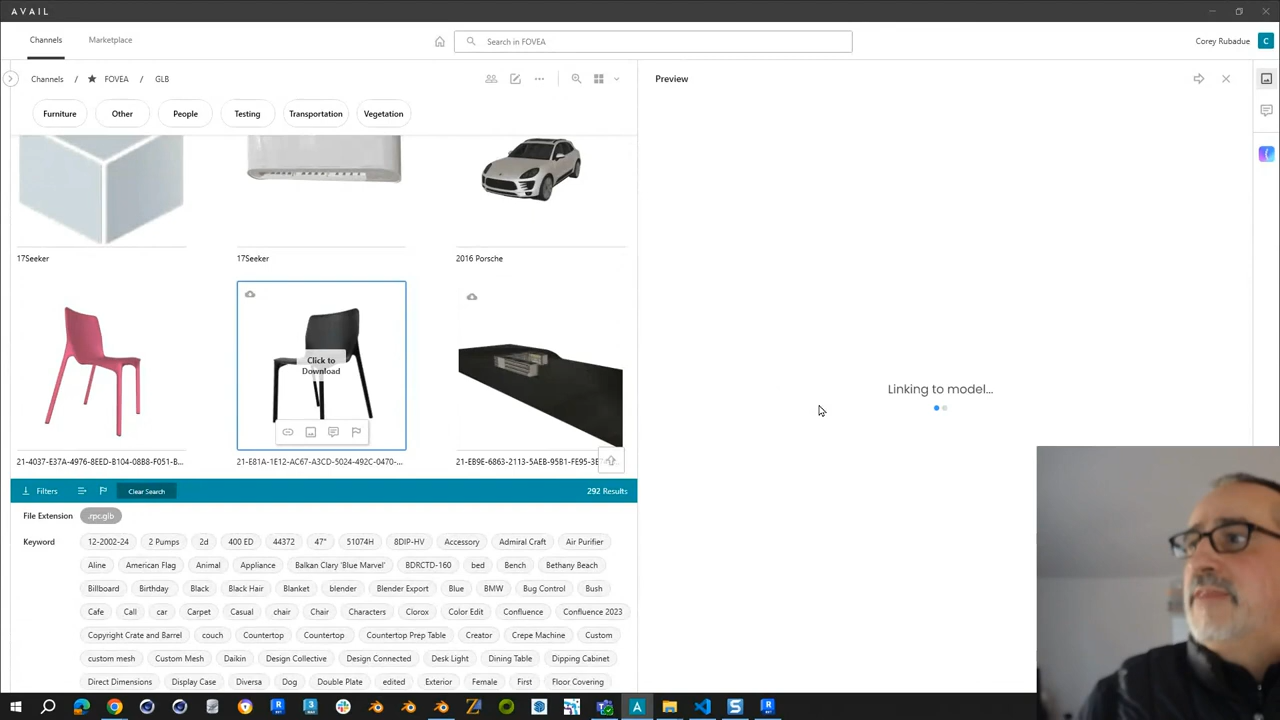 AVAIL
Channels Marketplace
Search in FOVEA
Corey Rubadue C
Channels / ★ FOVEA / GLB
Preview
Furniture Other People Testing Transportation Vegetation
17Seeker 17Seeker 2016 Porsche
Click to
Download
Linking to model...
21-4037-E37A-4976-8EED-B104-08B8-F051-B... 21-E81A-1E12-AC67-A3CD-5024-492C-0470-... 21-EB9E-6863-2113-5AEB-95B1-FE95-3E
Filters Clear Search 292 Results
File Extension .rpc.glb
Keyword 12-2002-24 2 Pumps 2d 400 ED 44372 47" 51074H 8DIP-HV Accessory Admiral Craft Air Purifier
Aline American Flag Animal Appliance Balkan Clary 'Blue Marvel' BDRCTD-160 bed Bench Bethany Beach
Billboard Birthday Black Black Hair Blanket blender Blender Export Blue BMW Bug Control Bush
Cafe Call car Carpet Casual chair Chair Characters Clorox Color Edit Confluence Confluence 2023
Copyright Crate and Barrel couch Countertop Countertop Countertop Prep Table Creator Crepe Machine Custom
custom mesh Custom Mesh Daikin Design Collective Design Connected Desk Light Dining Table Dipping Cabinet
Direct Dimensions Display Case Diversa Dog Double Plate edited Exterior Female First Floor Covering